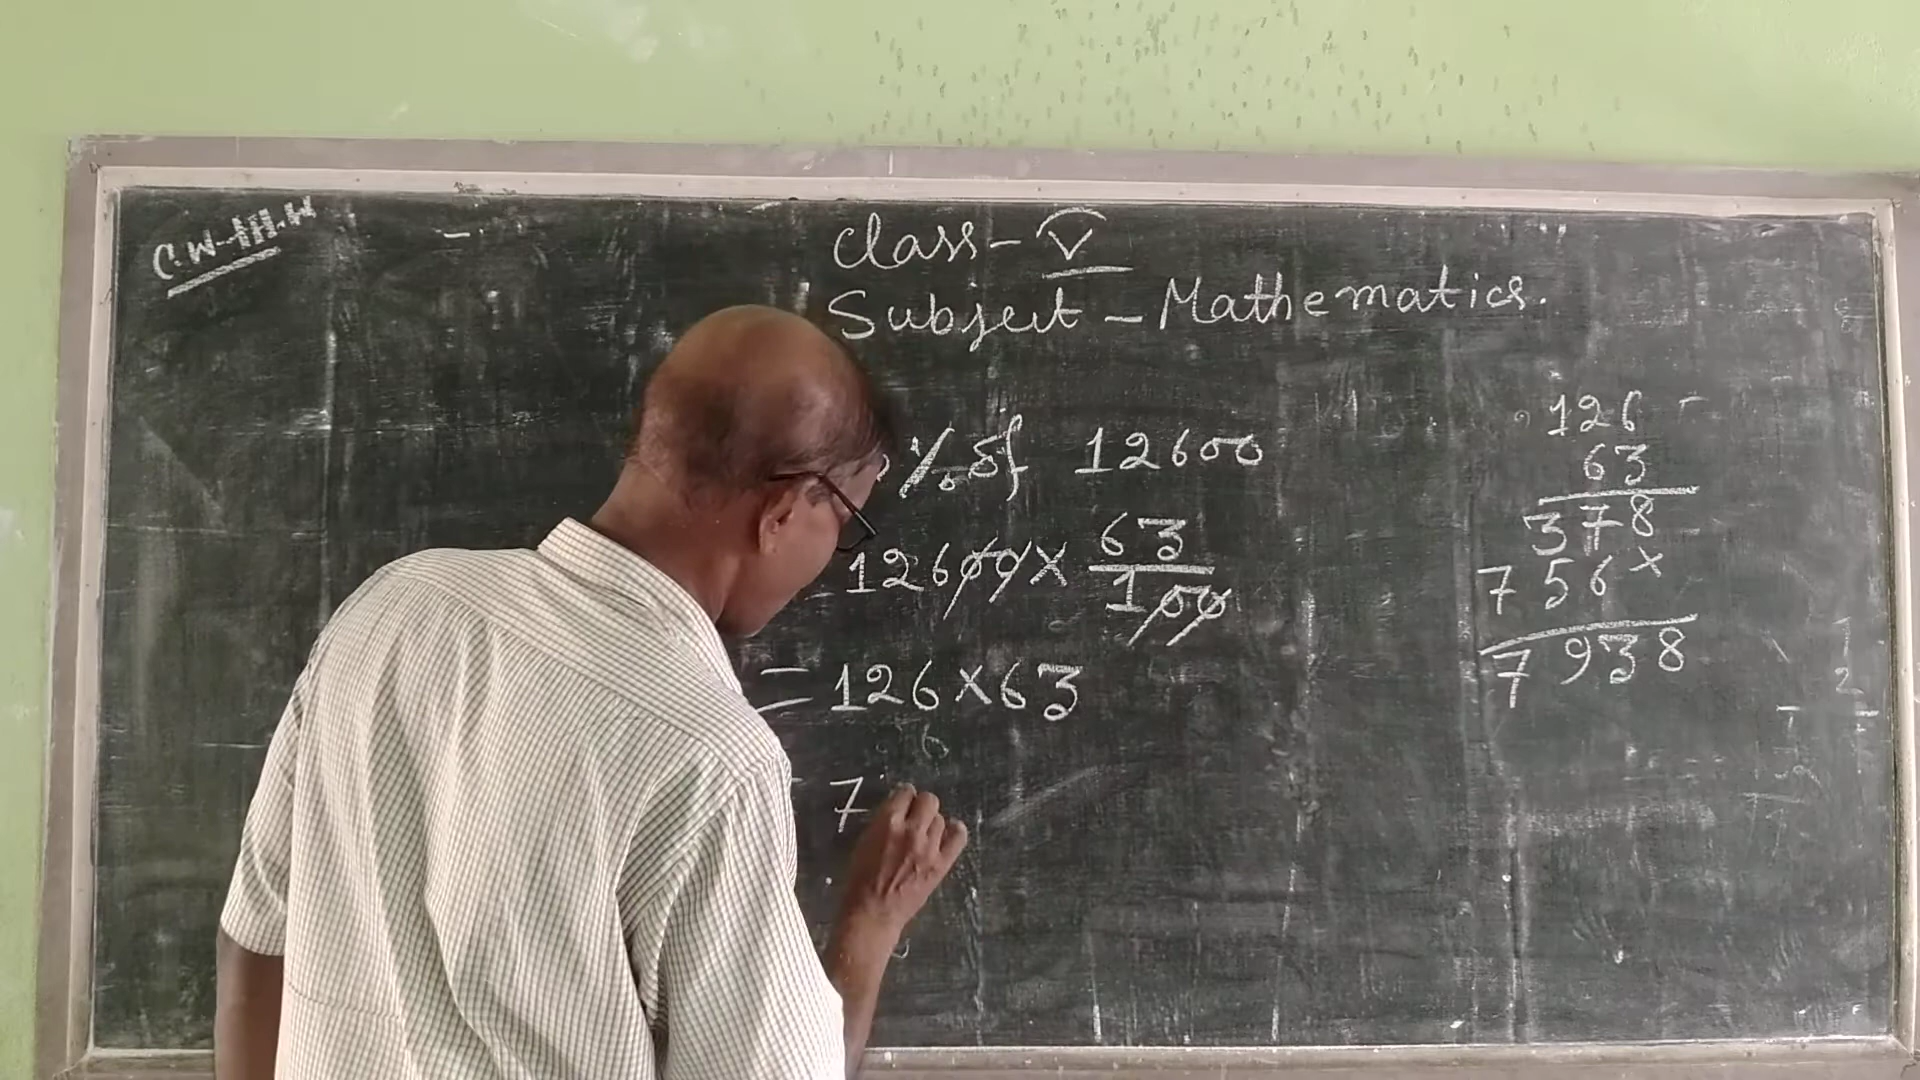 C.W-III-W
Class - V
Subject - Mathematics.
% of 12600
12600 × 63/100
= 126 × 63
= 7
126
63
378
756×
7938